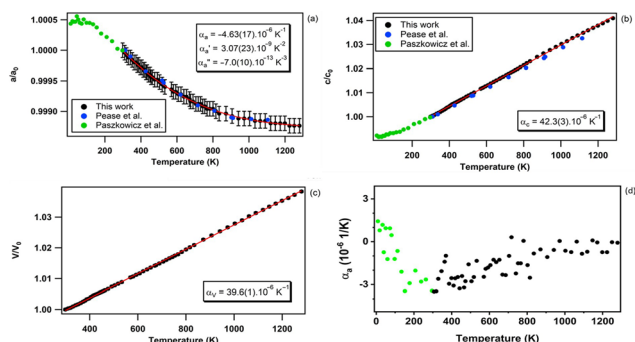 (a)
a/a₀
1.0005
1.0000
0.9995
0.9990
αₐ = -4.63(17).10⁻⁶ K⁻¹
αₐ' = 3.07(23).10⁻⁹ K⁻²
αₐ" = -7.0(10).10⁻¹³ K⁻³
This work
Pease et al.
Paszkowicz et al.
200 400 600 800 1000 1200
Temperature (K)
(b)
c/c₀
1.04
1.03
1.02
1.01
1.00
This work
Pease et al.
Paszkowicz et al.
α_c = 42.3(3).10⁻⁶ K⁻¹
200 400 600 800 1000 1200
Temperature (K)
(c)
V/V₀
1.03
1.02
1.01
1.00
α_V = 39.6(1).10⁻⁶ K⁻¹
400 600 800 1000 1200
Temperature (K)
(d)
αₐ (10⁻⁶ 1/K)
3
0
-3
0 200 400 600 800 1000 1200
Temperature (K)